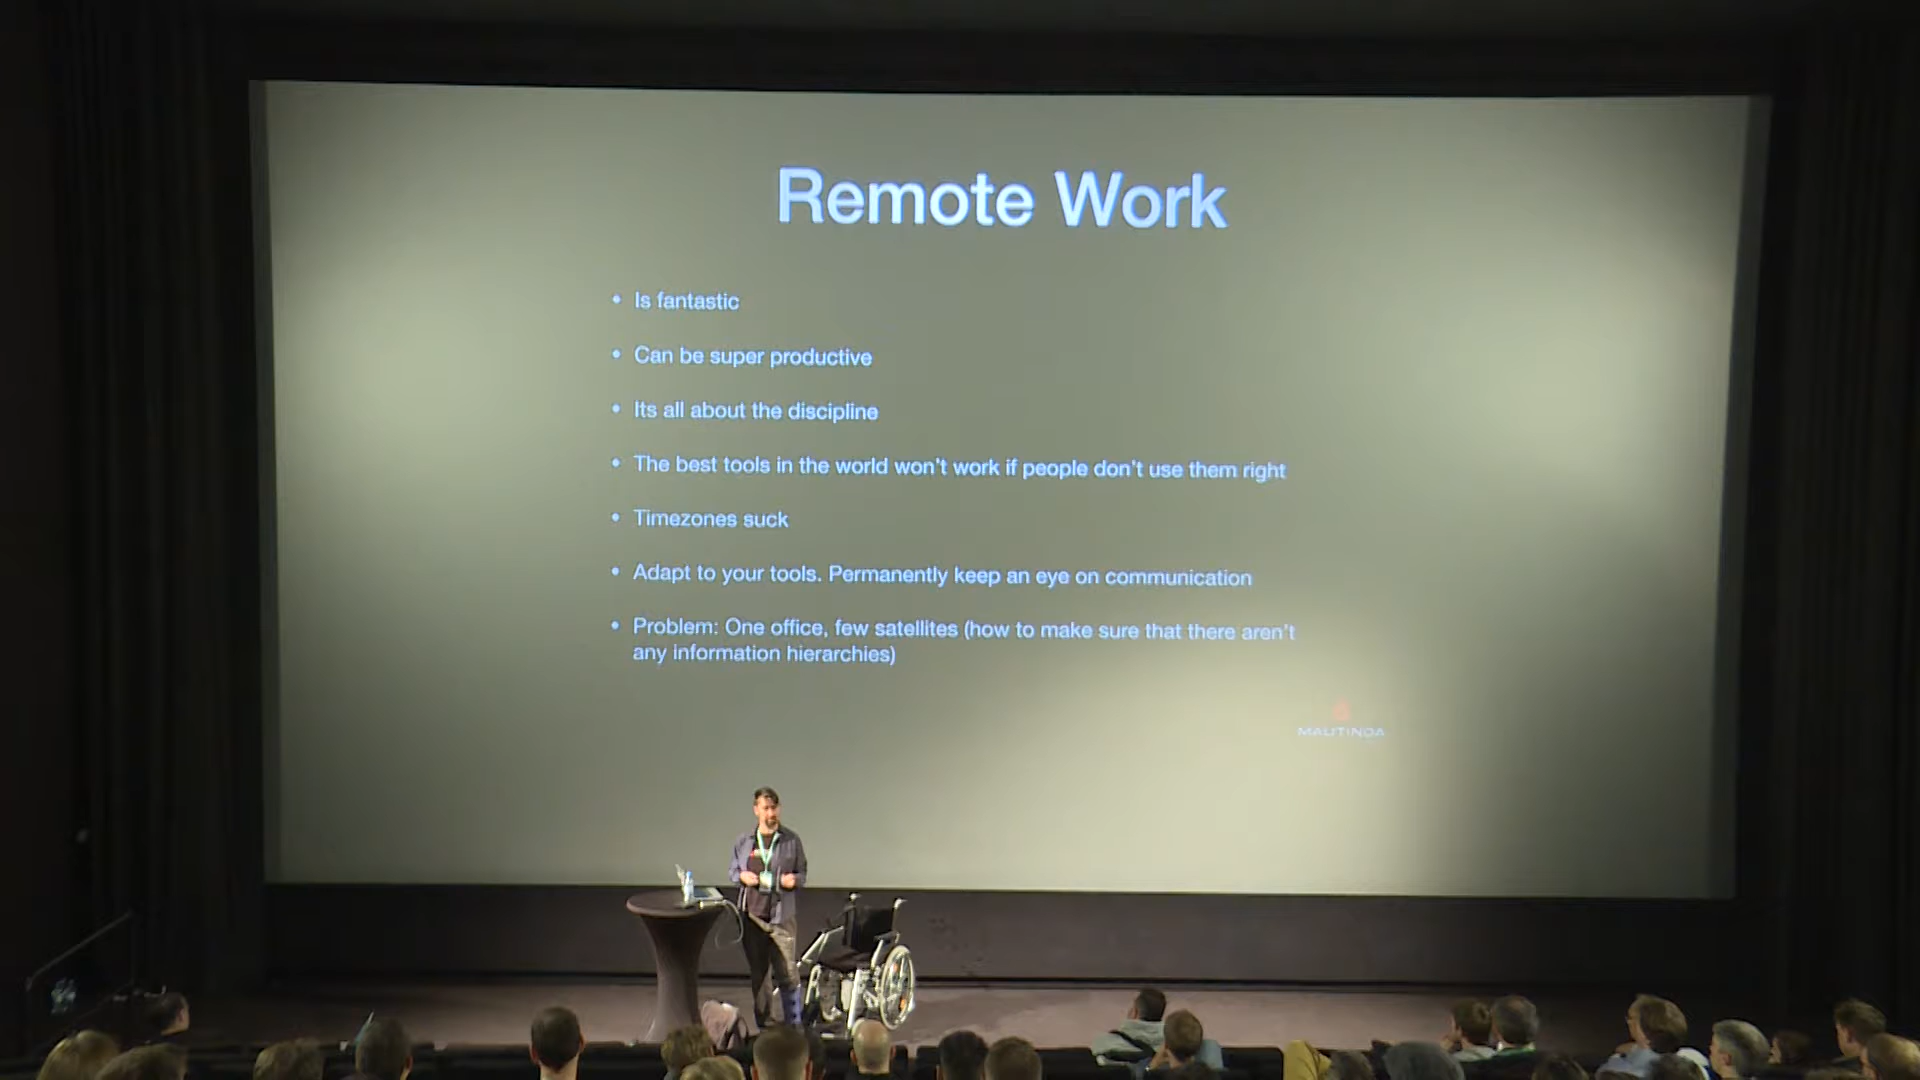 Remote Work
• Is fantastic
• Can be super productive
• Its all about the discipline
• The best tools in the world won't work if people don't use them right
• Timezones suck
• Adapt to your tools. Permanently keep an eye on communication
• Problem: One office, few satellites (how to make sure that there aren't
any information hierarchies)
MAUTINOA